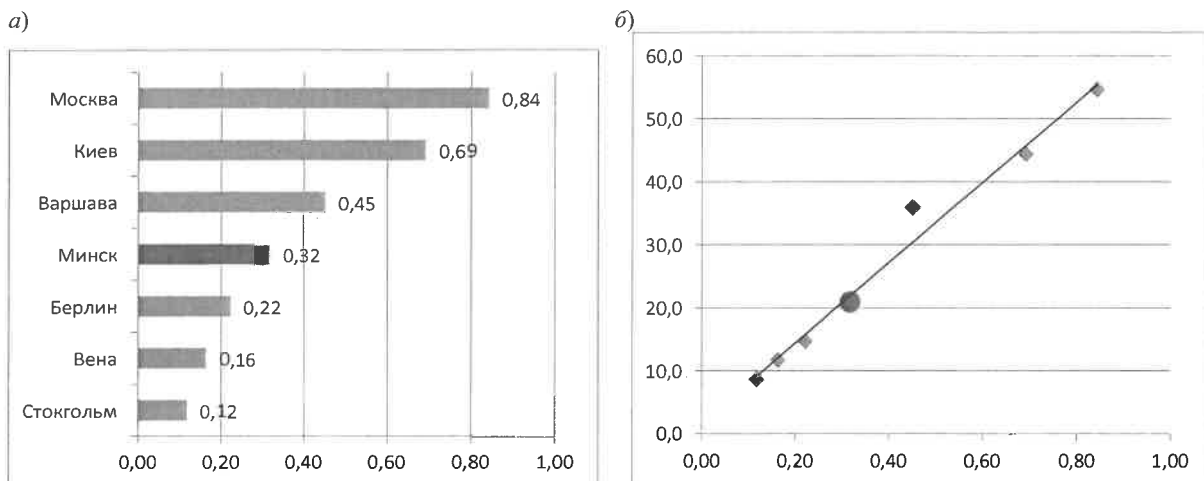 а)
Москва 0,84
Киев 0,69
Варшава 0,45
Минск 0,32
Берлин 0,22
Вена 0,16
Стокгольм 0,12
0,00 0,20 0,40 0,60 0,80 1,00
б)
60,0
50,0
40,0
30,0
20,0
10,0
0,0
0,00 0,20 0,40 0,60 0,80 1,00